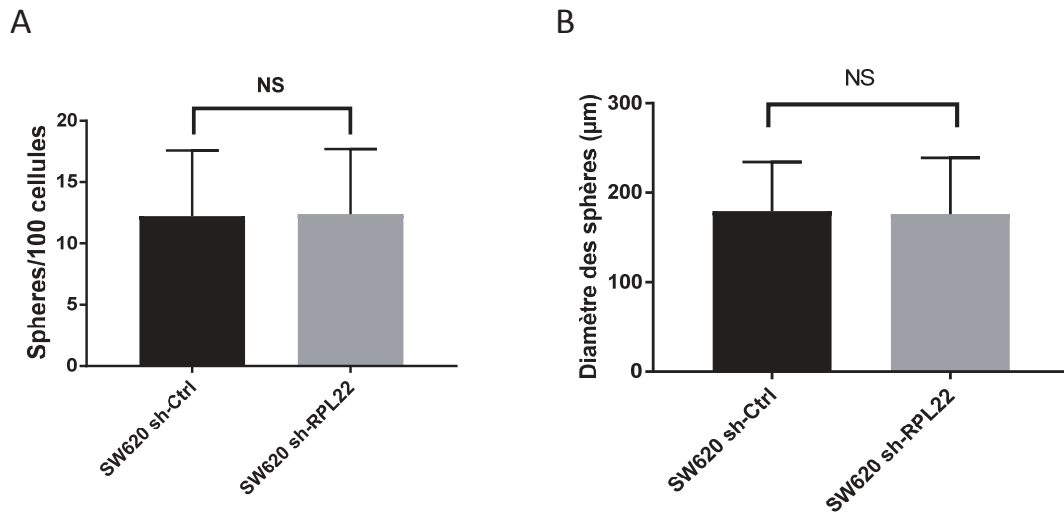 A
NS
Spheres/100 cellules
20
15
10
5
0
SW620 sh-Ctrl
SW620 sh-RPL22
B
NS
Diamètre des sphères (µm)
300
200
100
0
SW620 sh-Ctrl
SW620 sh-RPL22